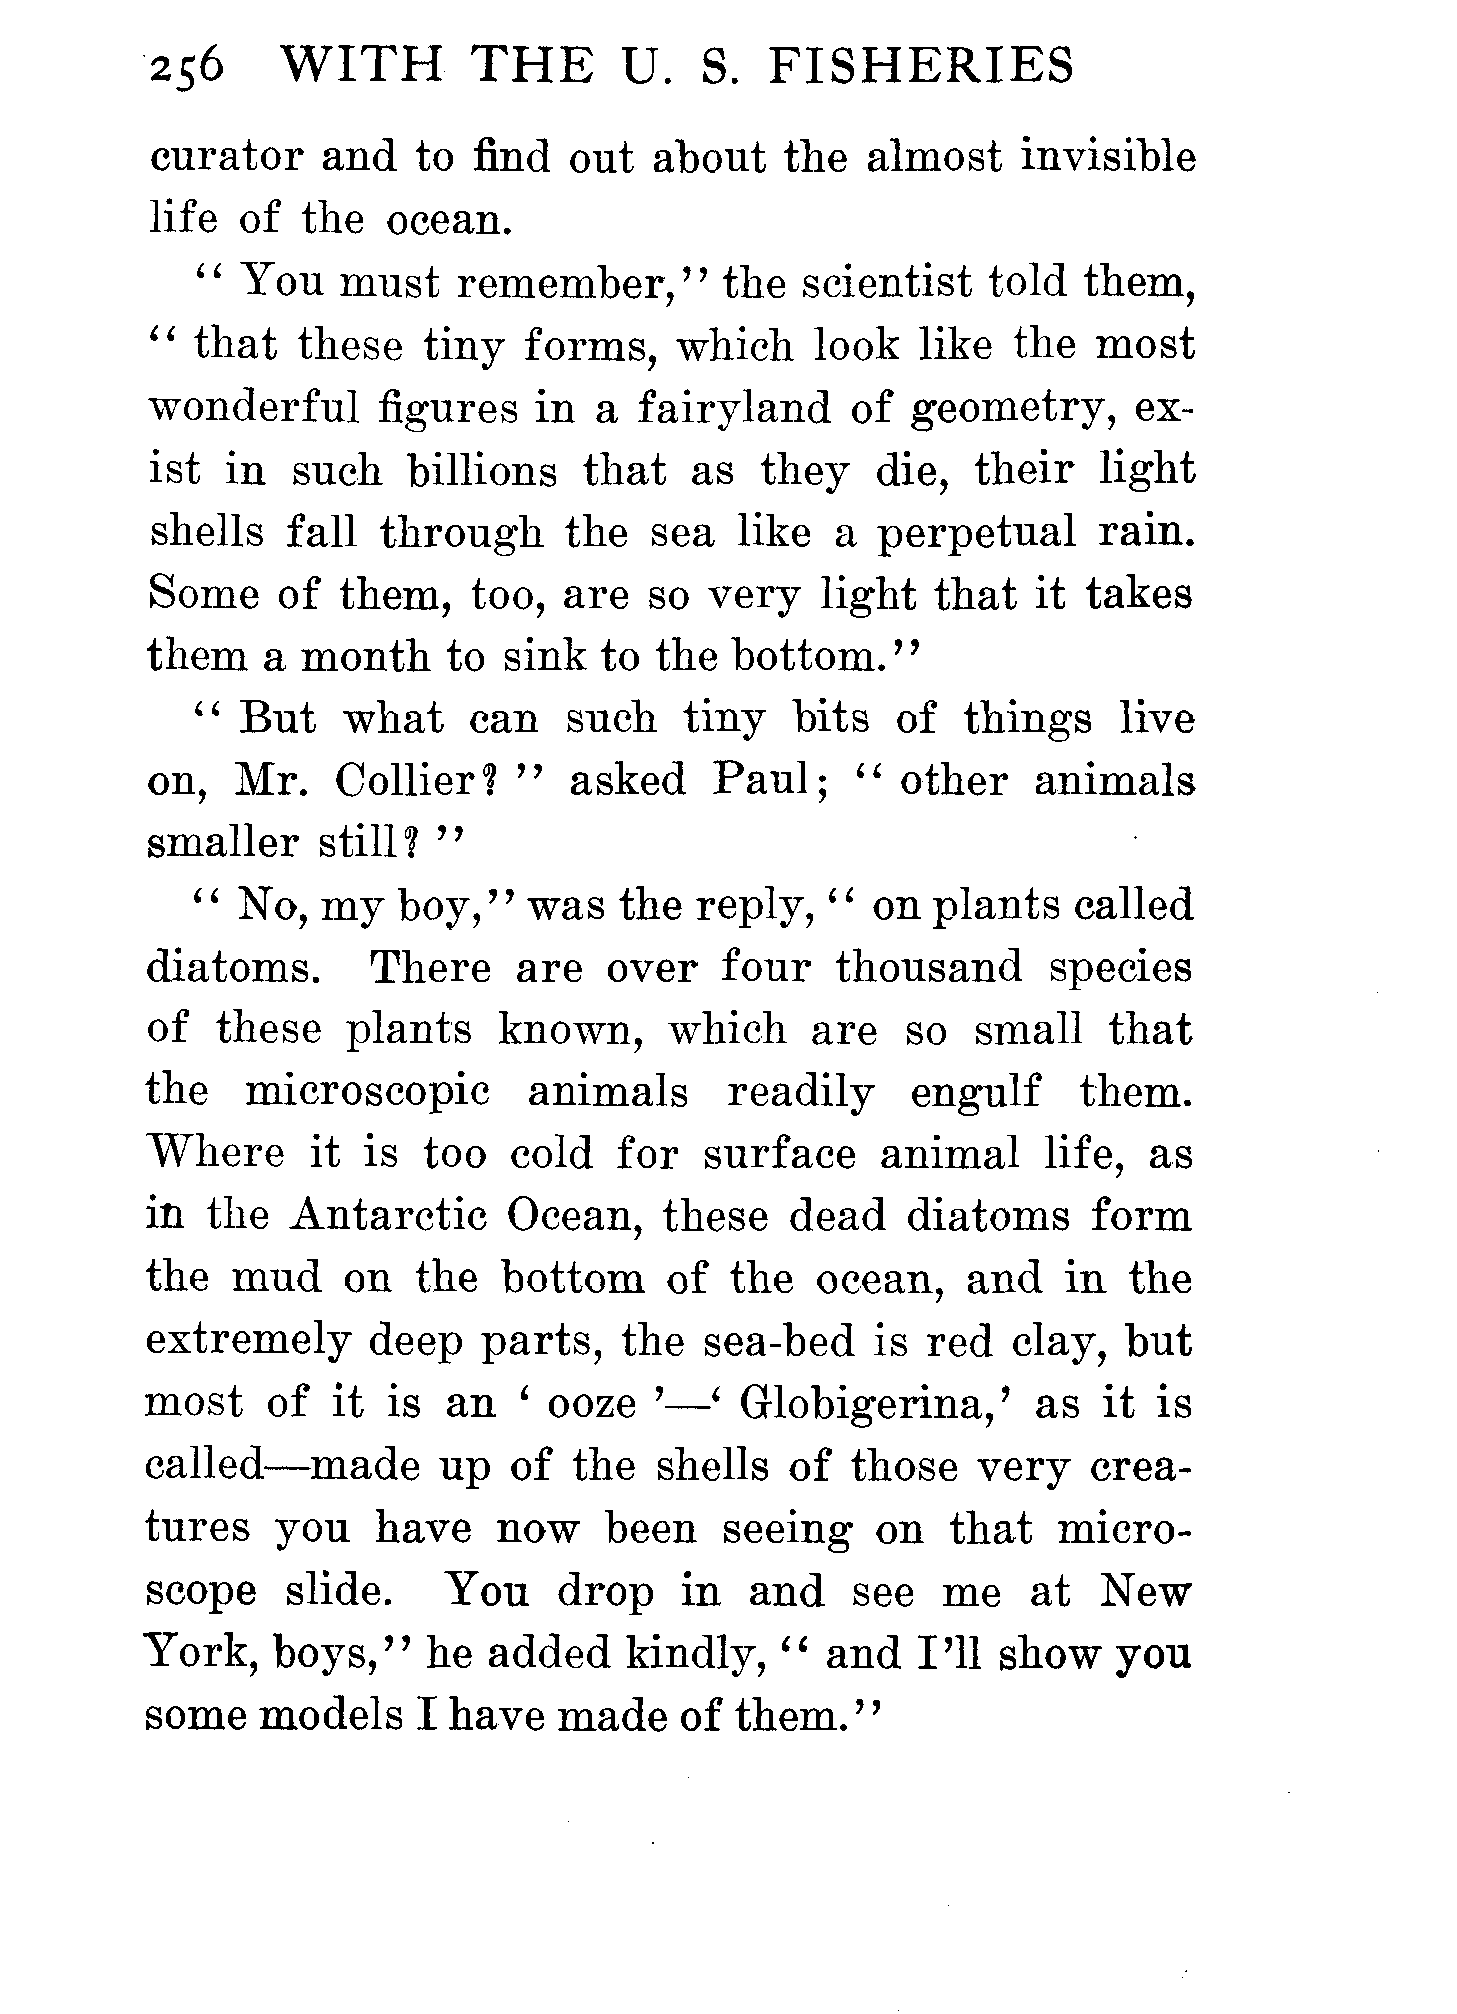 256 WITH THE U. S. FISHERIES
curator and to find out about the almost invisible
life of the ocean.
“ You must remember,” the scientist told them,
“ that these tiny forms, which look like the most
wonderful figures in a fairyland of geometry, ex-
ist in such billions that as they die, their light
shells fall through the sea like a perpetual rain.
Some of them, too, are so very light that it takes
them a month to sink to the bottom.”
“ But what can such tiny bits of things live
on, Mr. Collier? ” asked Paul; “ other animals
smaller still? ”
“ No, my boy,” was the reply, “ on plants called
diatoms. There are over four thousand species
of these plants known, which are so small that
the microscopic animals readily engulf them.
Where it is too cold for surface animal life, as
in the Antarctic Ocean, these dead diatoms form
the mud on the bottom of the ocean, and in the
extremely deep parts, the sea-bed is red clay, but
most of it is an ‘ ooze ’—‘ Globigerina,’ as it is
called—made up of the shells of those very crea-
tures you have now been seeing on that micro-
scope slide. You drop in and see me at New
York, boys,” he added kindly, “ and I’ll show you
some models I have made of them.”